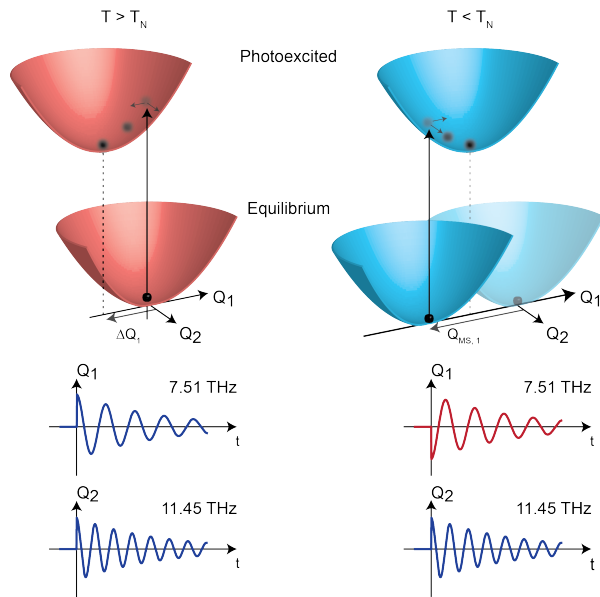 T > T_N
T < T_N
Photoexcited
Equilibrium
Q₁
Q₂
ΔQ₁
Q₁
Q₂
Q_MS, 1
Q₁
7.51 THz
t
Q₁
7.51 THz
t
Q₂
11.45 THz
t
Q₂
11.45 THz
t